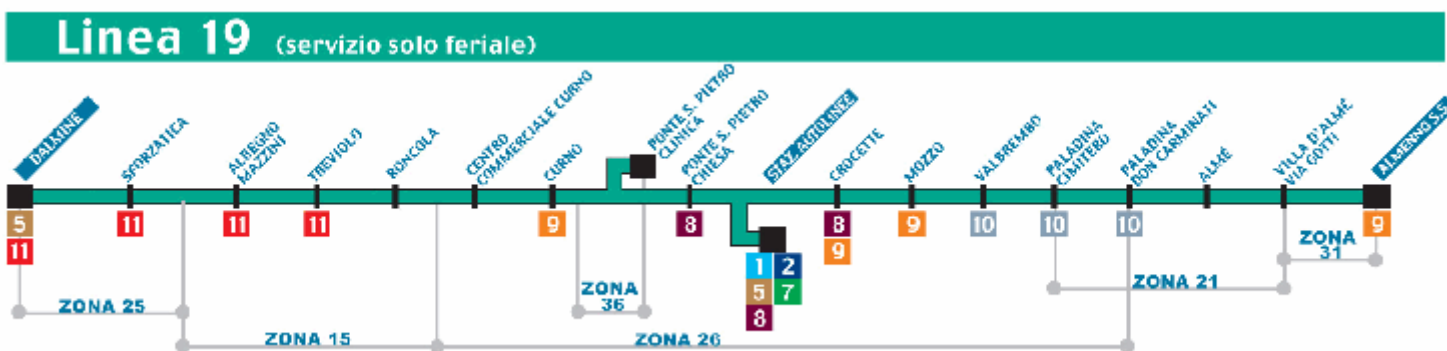 Linea 19 (servizio solo feriale)
DALMINE
SFORZATICA
ALBEGNO
MAZZINI
TREVIOLO
RONCOLA
CENTRO
COMMERCIALE CURNO
CURNO
PONTE S. PIETRO
CLINICA
PONTE S. PIETRO
CHIESA
STAZ. AUTOLINEE
CROCETTE
MOZZO
VALBREMBO
PALADINA
CIMITERO
PALADINA
DON CARMINATI
ALMÉ
VILLA D'ALMÉ
VIA GOTTI
ALMENNO S.S.
5
11
11
11
11
9
8
1 2
5 7
8
8
9
9
10
10
10
9
ZONA 25
ZONA 15
ZONA
36
ZONA 26
ZONA 21
ZONA
31